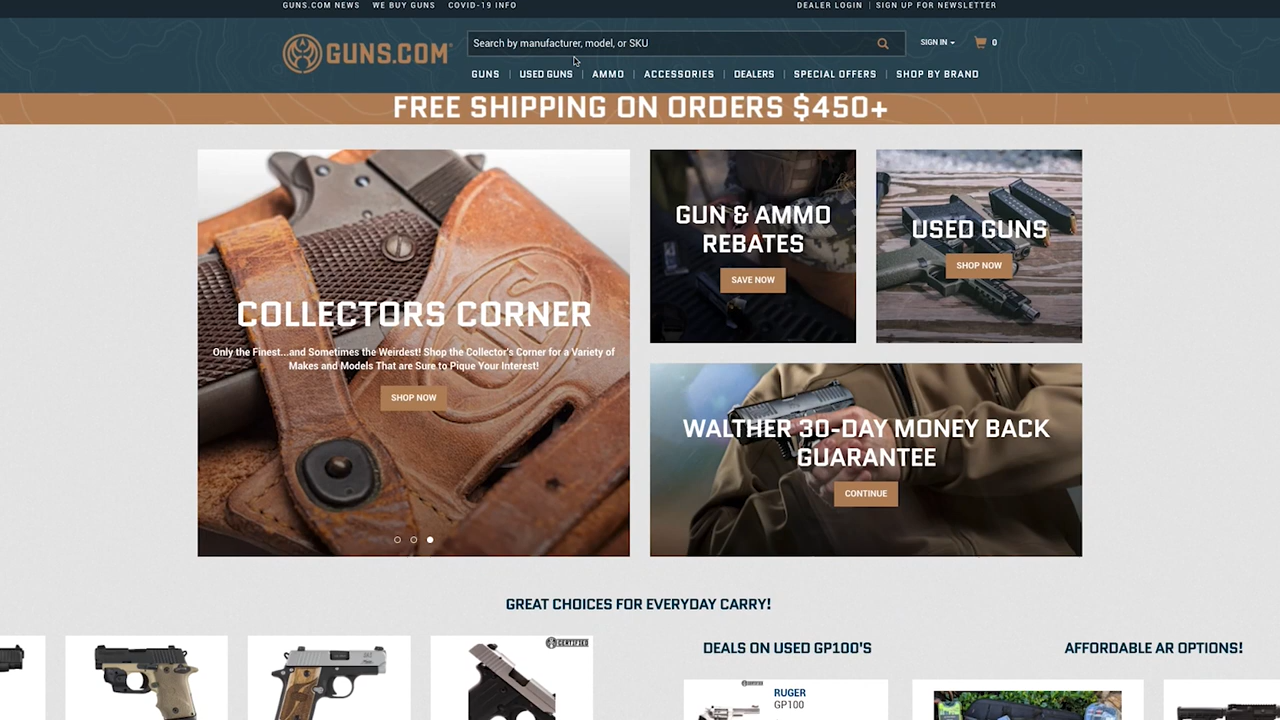 GUNS.COM NEWS WE BUY GUNS COVID-19 INFO DEALER LOGIN | SIGN UP FOR NEWSLETTER
GUNS.COM
Search by manufacturer, model, or SKU
SIGN IN
0
GUNS | USED GUNS | AMMO | ACCESSORIES | DEALERS | SPECIAL OFFERS | SHOP BY BRAND
FREE SHIPPING ON ORDERS $450+
COLLECTORS CORNER
Only the Finest...and Sometimes the Weirdest! Shop the Collector's Corner for a Variety of
Makes and Models That are Sure to Pique Your Interest!
SHOP NOW
GUN & AMMO
REBATES
SAVE NOW
USED GUNS
SHOP NOW
WALTHER 30-DAY MONEY BACK
GUARANTEE
CONTINUE
GREAT CHOICES FOR EVERYDAY CARRY!
CERTIFIED
DEALS ON USED GP100'S
RUGER
GP100
AFFORDABLE AR OPTIONS!